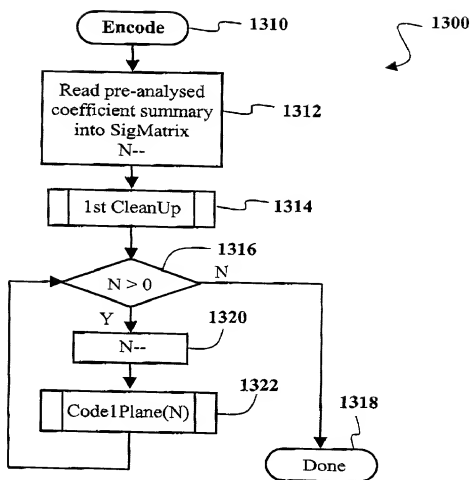 Encode
1310
1300
Read pre-analysed
coefficient summary
into SigMatrix
N--
1312
1st CleanUp
1314
1316
N > 0
N
Y
1320
N--
1322
Code1Plane(N)
1318
Done